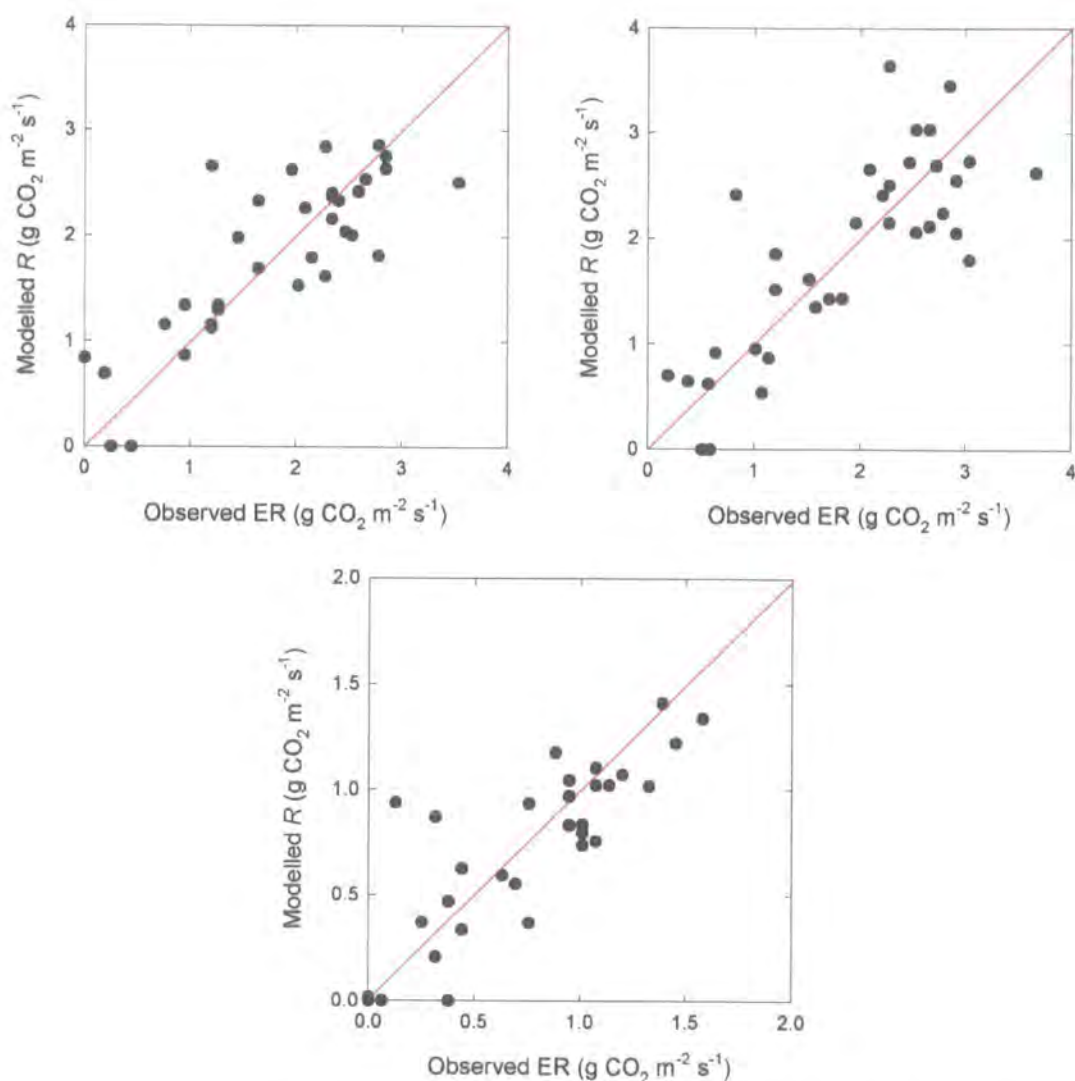 4
3
2
1
0
Modelled R (g CO₂ m⁻² s⁻¹)
0 1 2 3 4
Observed ER (g CO₂ m⁻² s⁻¹)
4
3
2
1
0
Modelled R (g CO₂ m⁻² s⁻¹)
0 1 2 3 4
Observed ER (g CO₂ m⁻² s⁻¹)
2.0
1.5
1.0
0.5
0.0
Modelled R (g CO₂ m⁻² s⁻¹)
0.0 0.5 1.0 1.5 2.0
Observed ER (g CO₂ m⁻² s⁻¹)